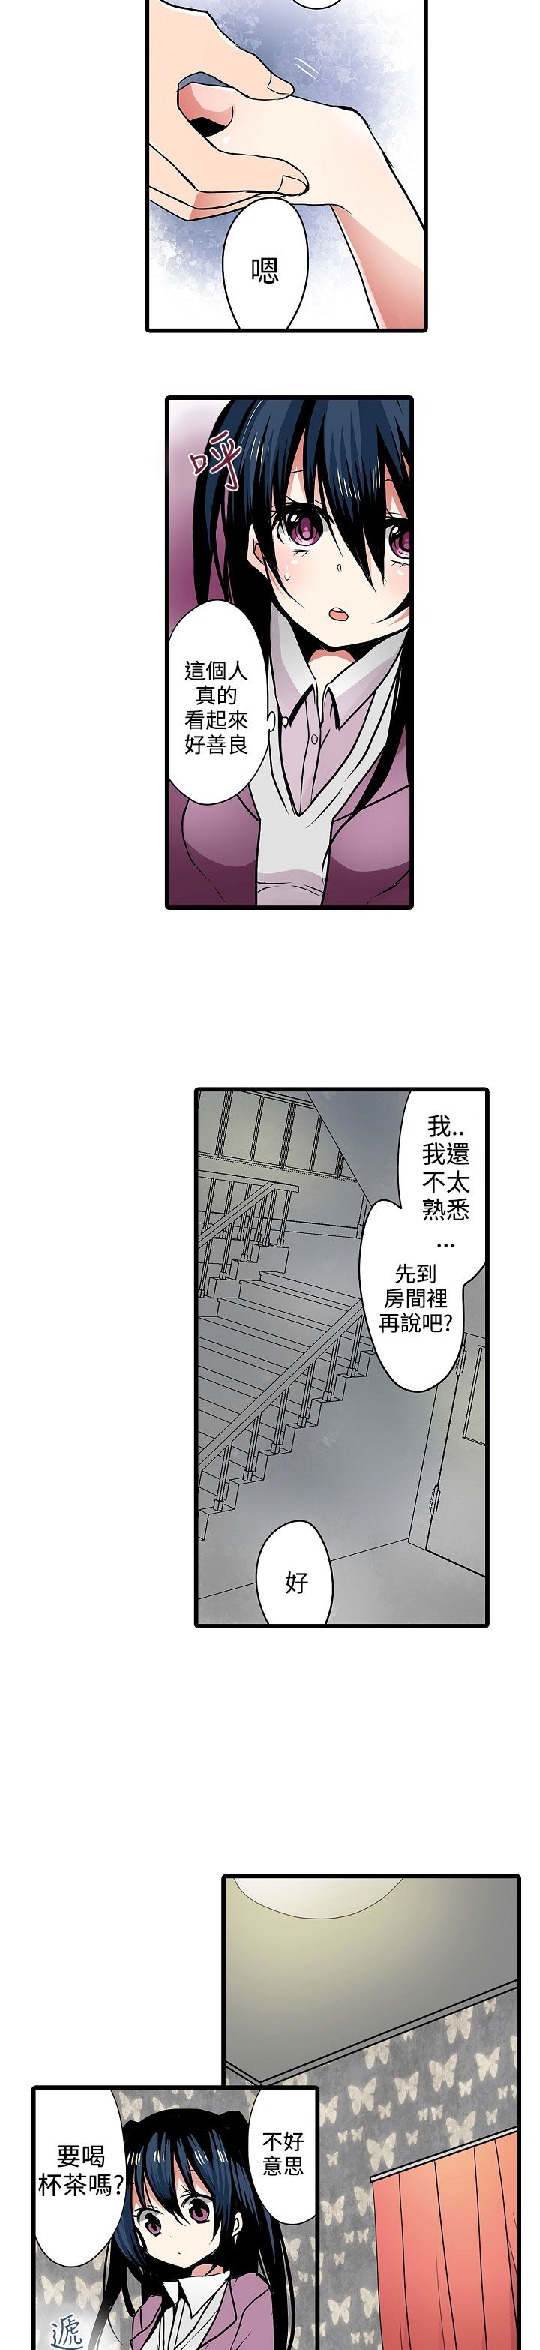 嗯
呼
這個人
真的
看起來
好善良
我..
我還
不太
熟悉
...
先到
房間裡
再說吧?
好
不好
意思
要喝
杯茶嗎?
遞